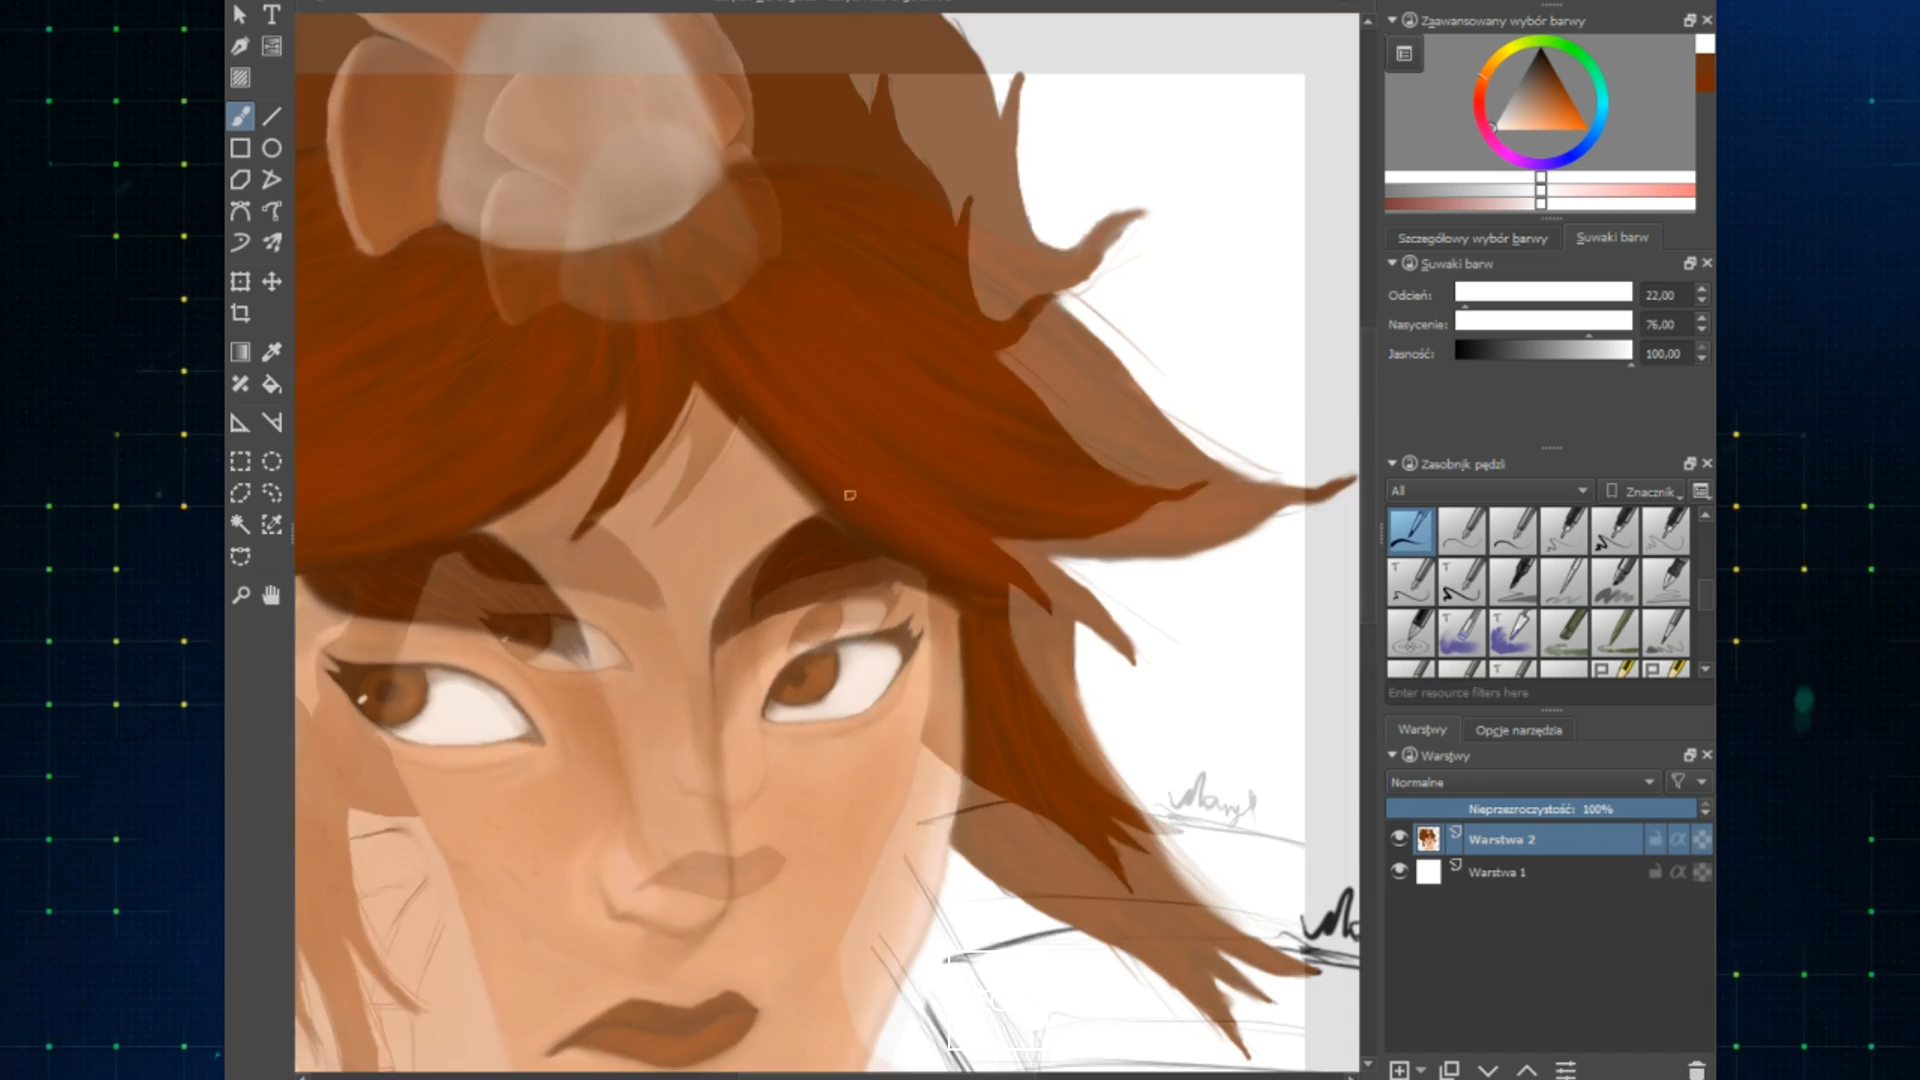 Zaawansowany wybór barwy
Szczegółowy wybór barwy
Suwaki barw
Suwaki barw
Odcień: 22,00
Nasycenie: 76,00
Jasność: 100,00
Zasobnik pędzli
All
Znacznik
Enter resource filters here
Warstwy
Opcje narzędzia
Warstwy
Normalne
Nieprzezroczystość: 100%
Warstwa 2
Warstwa 1